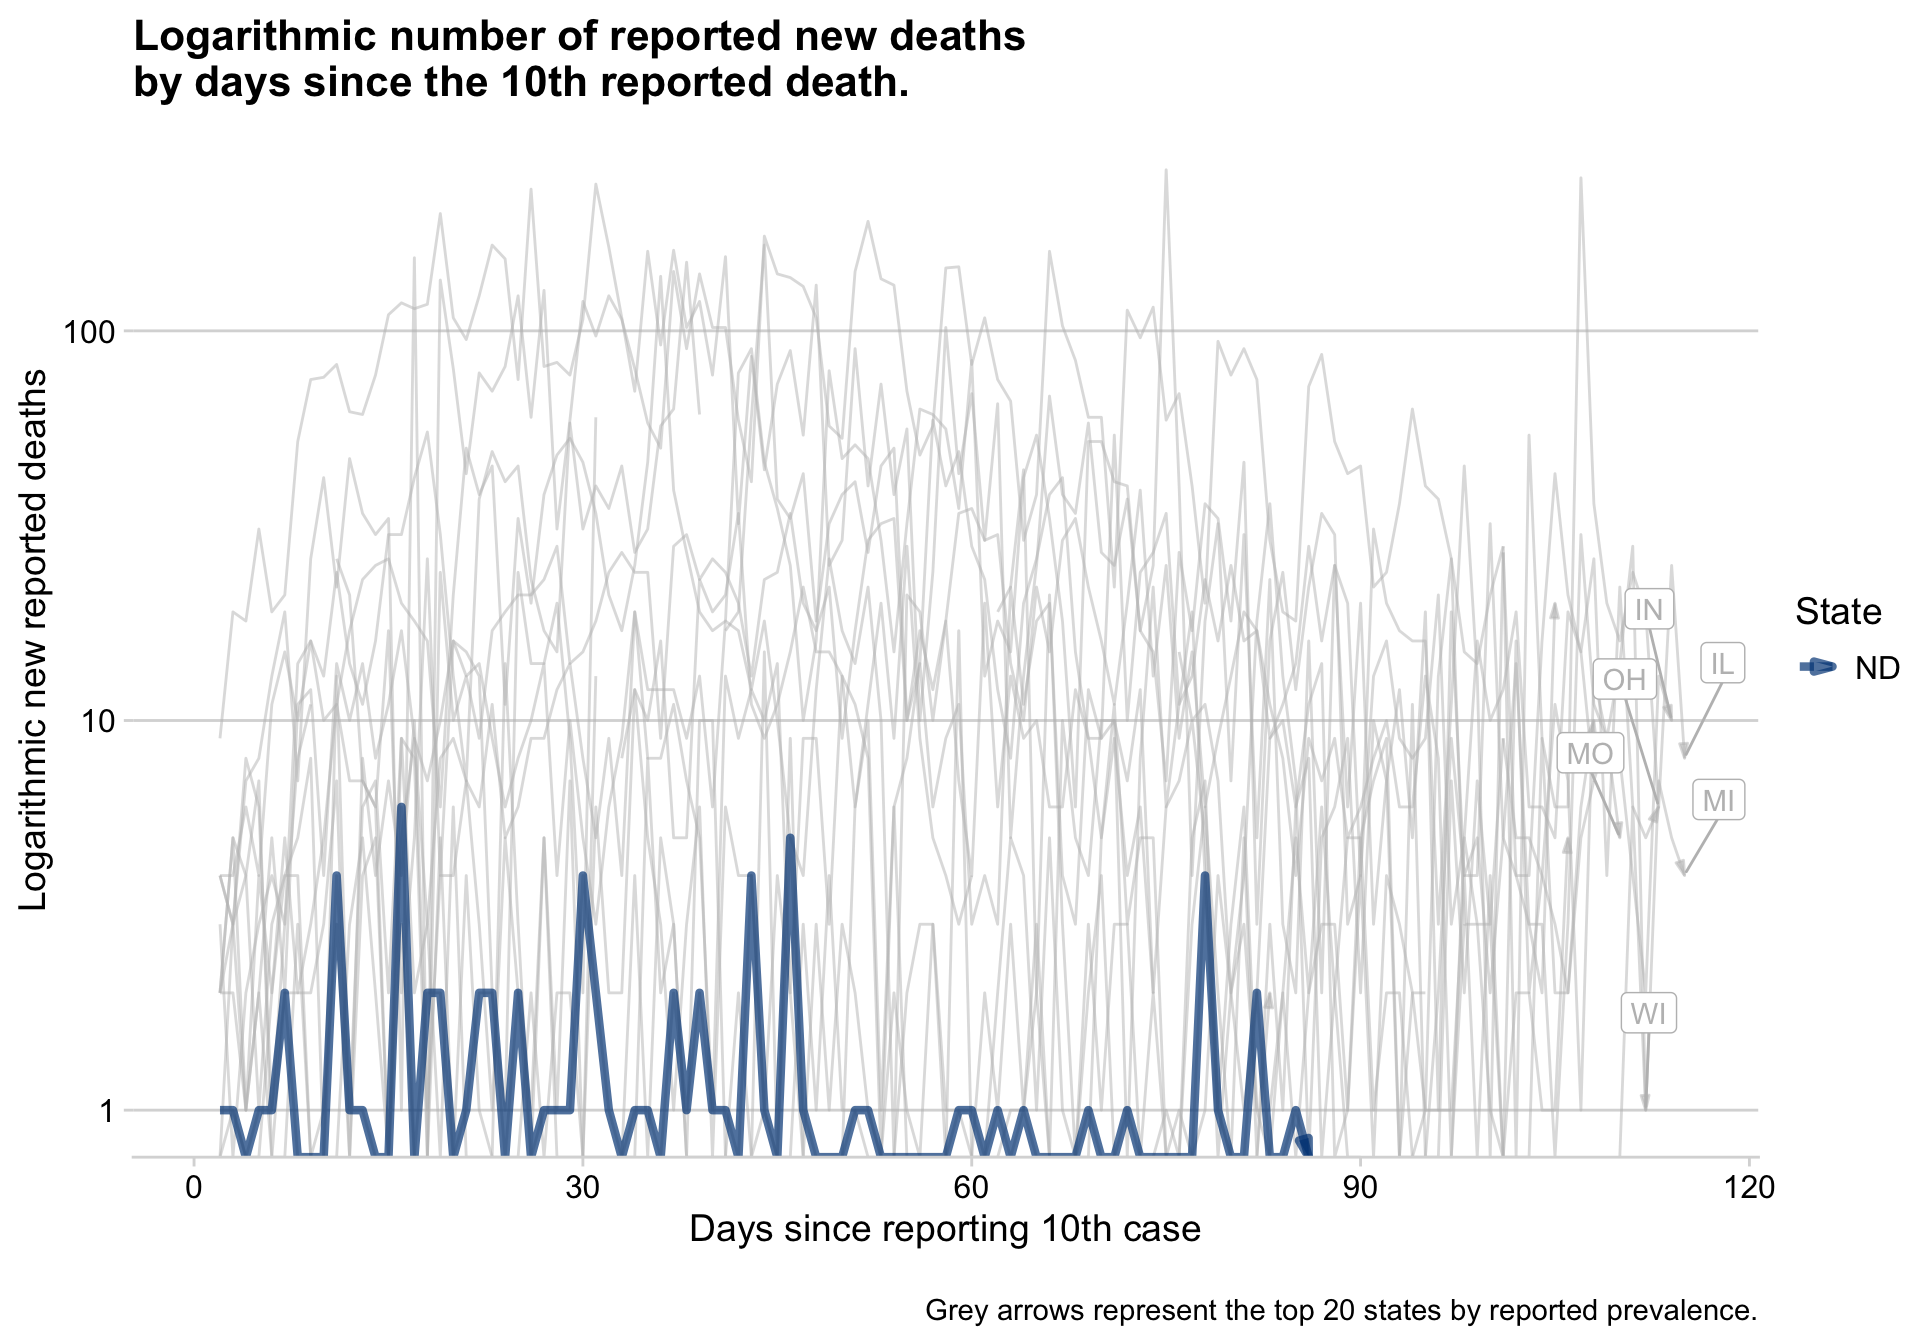 Logarithmic number of reported new deaths
by days since the 10th reported death.
Logarithmic new reported deaths
100
10
1
IN
IL
OH
MO
MI
WI
State
ND
0
30
60
90
120
Days since reporting 10th case
Grey arrows represent the top 20 states by reported prevalence.